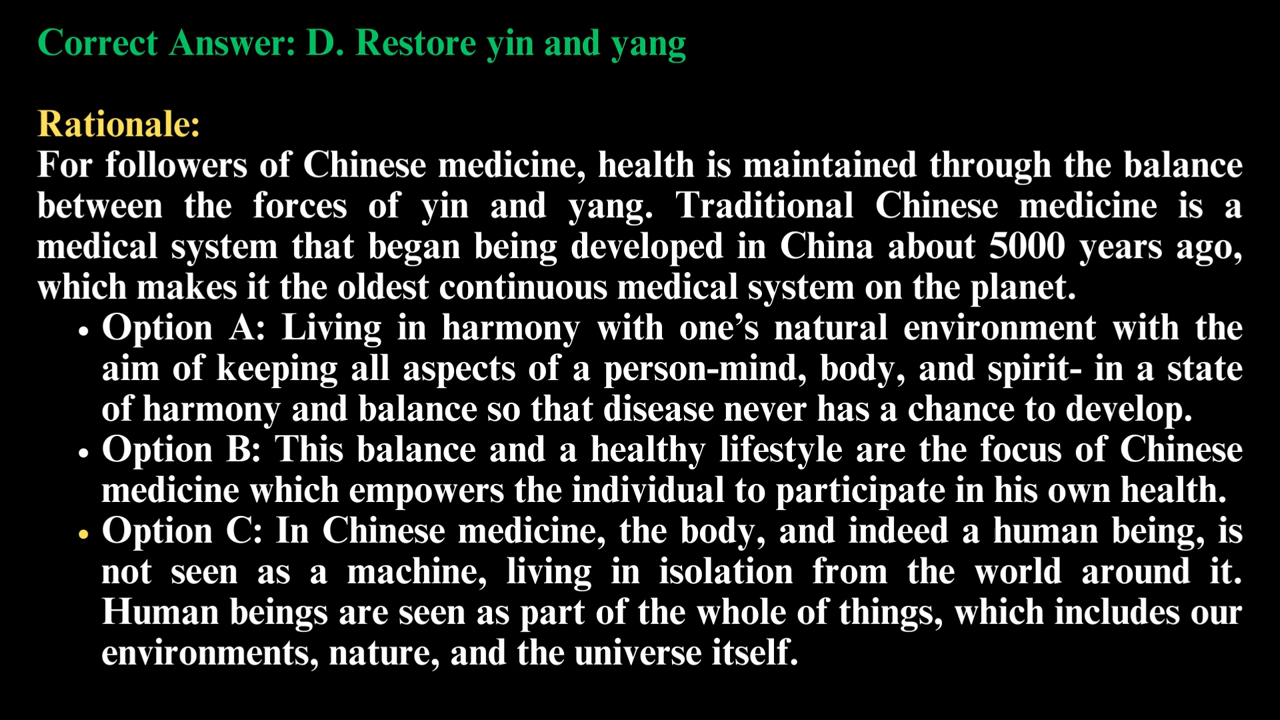 Correct Answer: D. Restore yin and yang
Rationale:
For followers of Chinese medicine, health is maintained through the balance
between the forces of yin and yang. Traditional Chinese medicine is a
medical system that began being developed in China about 5000 years ago,
which makes it the oldest continuous medical system on the planet.
• Option A: Living in harmony with one’s natural environment with the
aim of keeping all aspects of a person-mind, body, and spirit- in a state
of harmony and balance so that disease never has a chance to develop.
• Option B: This balance and a healthy lifestyle are the focus of Chinese
medicine which empowers the individual to participate in his own health.
• Option C: In Chinese medicine, the body, and indeed a human being, is
not seen as a machine, living in isolation from the world around it.
Human beings are seen as part of the whole of things, which includes our
environments, nature, and the universe itself.